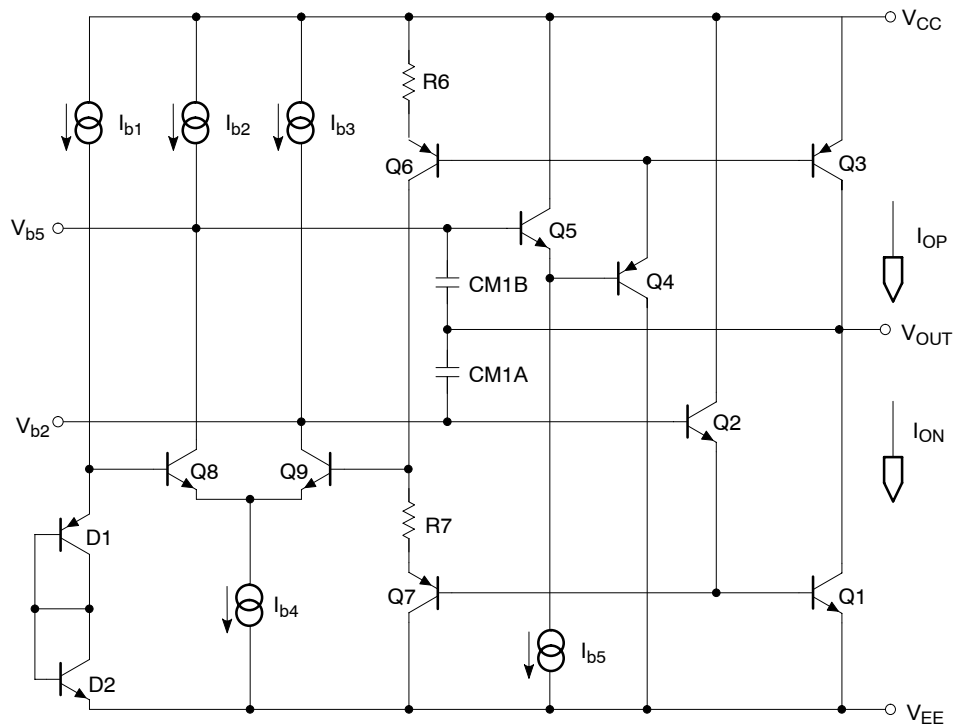 V_CC
R6
I_b1
I_b2
I_b3
Q6
Q3
V_b5
Q5
I_OP
CM1B
Q4
V_OUT
CM1A
V_b2
Q2
I_ON
Q8
Q9
R7
D1
Q7
Q1
I_b4
I_b5
D2
V_EE